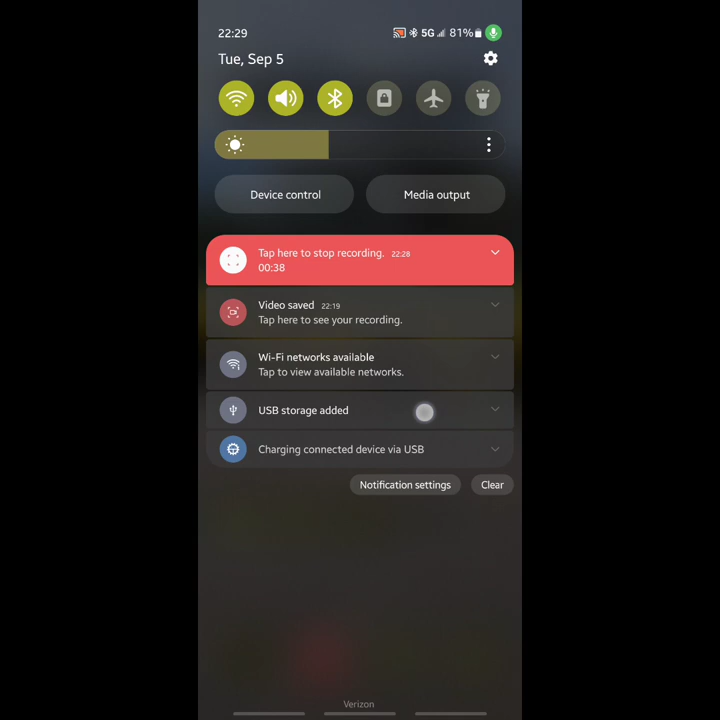 22:29
5G 81%
Tue, Sep 5
Device control
Media output
Tap here to stop recording. 22:28
00:38
Video saved 22:19
Tap here to see your recording.
Wi-Fi networks available
Tap to view available networks.
USB storage added
Charging connected device via USB
Notification settings
Clear
Verizon